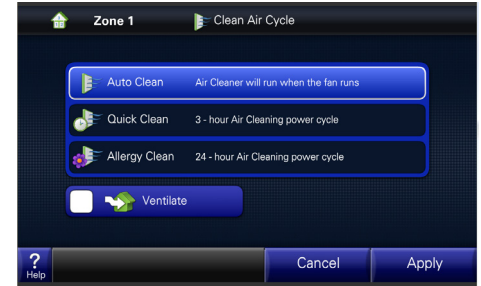 Zone 1 Clean Air Cycle
Auto Clean Air Cleaner will run when the fan runs
Quick Clean 3 - hour Air Cleaning power cycle
Allergy Clean 24 - hour Air Cleaning power cycle
Ventilate
?
Help Cancel Apply